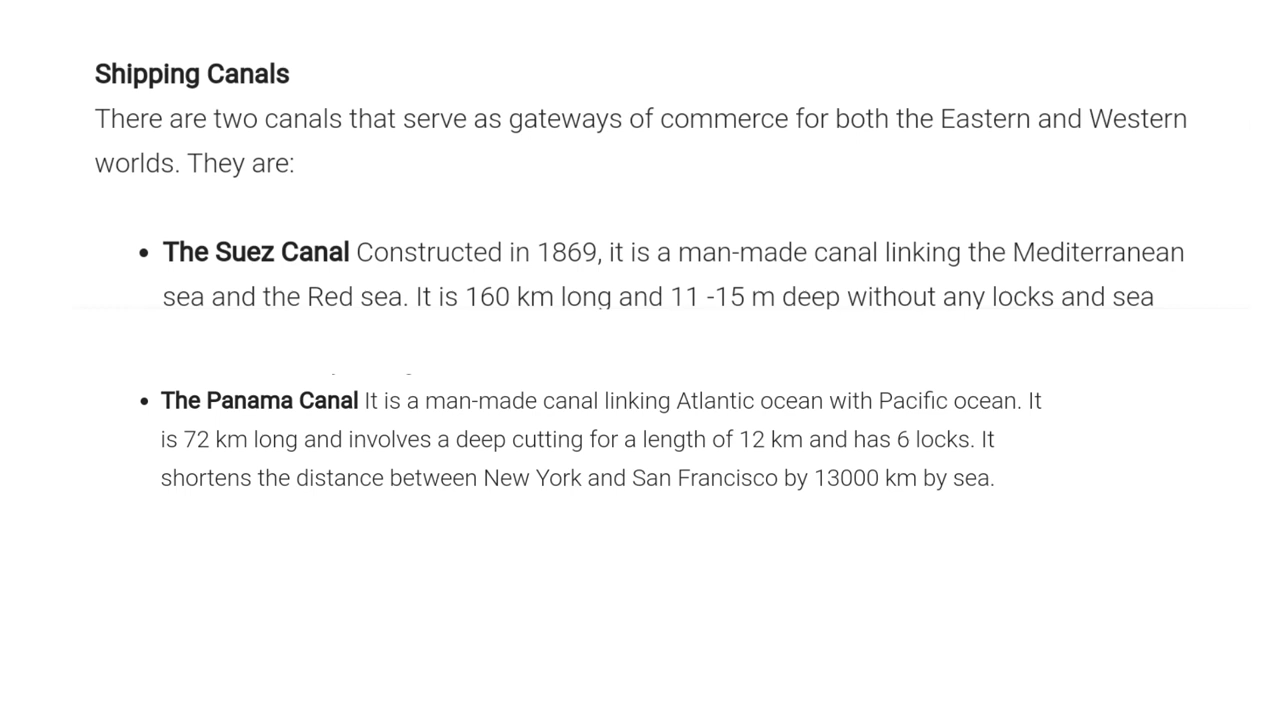 Shipping Canals
There are two canals that serve as gateways of commerce for both the Eastern and Western
worlds. They are:
• The Suez Canal Constructed in 1869, it is a man-made canal linking the Mediterranean
sea and the Red sea. It is 160 km long and 11 -15 m deep without any locks and sea
• The Panama Canal It is a man-made canal linking Atlantic ocean with Pacific ocean. It
is 72 km long and involves a deep cutting for a length of 12 km and has 6 locks. It
shortens the distance between New York and San Francisco by 13000 km by sea.